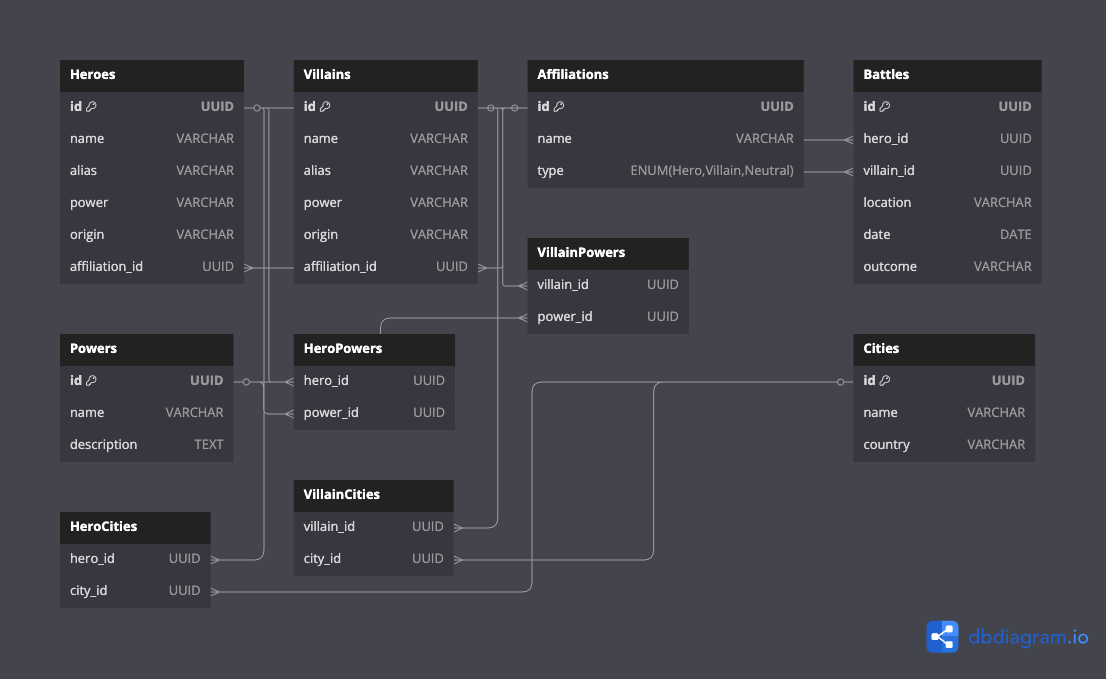 Heroes
id UUID
name VARCHAR
alias VARCHAR
power VARCHAR
origin VARCHAR
affiliation_id UUID
Villains
id UUID
name VARCHAR
alias VARCHAR
power VARCHAR
origin VARCHAR
affiliation_id UUID
Affiliations
id UUID
name VARCHAR
type ENUM(Hero,Villain,Neutral)
Battles
id UUID
hero_id UUID
villain_id UUID
location VARCHAR
date DATE
outcome VARCHAR
VillainPowers
villain_id UUID
power_id UUID
Powers
id UUID
name VARCHAR
description TEXT
HeroPowers
hero_id UUID
power_id UUID
Cities
id UUID
name VARCHAR
country VARCHAR
VillainCities
villain_id UUID
city_id UUID
HeroCities
hero_id UUID
city_id UUID
dbdiagram.io